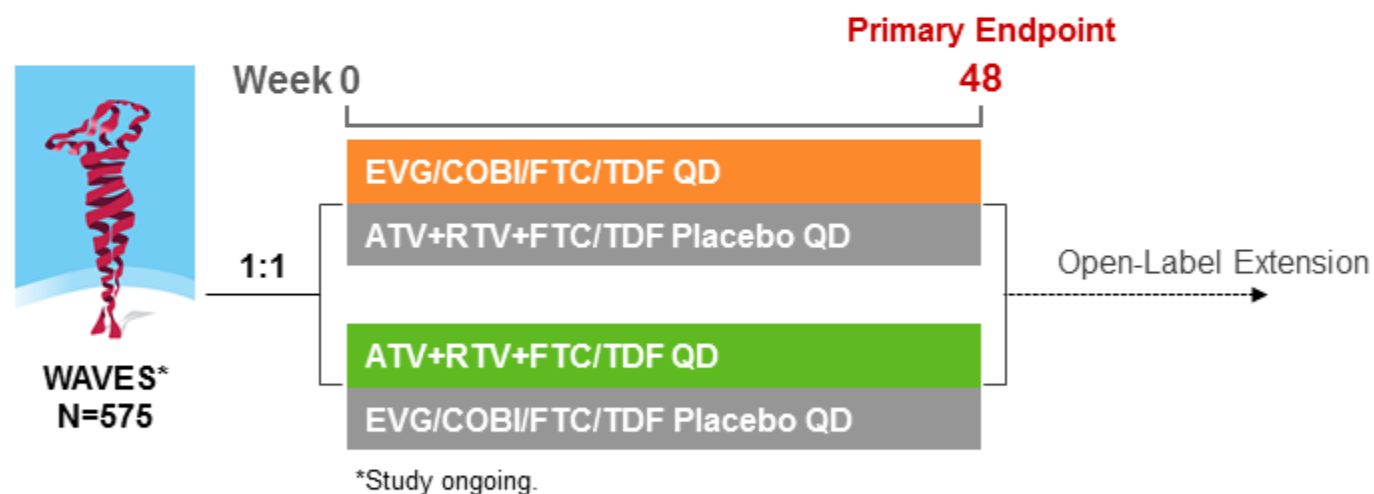 Primary Endpoint
Week 0
48
EVG/COBI/FTC/TDF QD
ATV+RTV+FTC/TDF Placebo QD
1:1
Open-Label Extension
ATV+RTV+FTC/TDF QD
EVG/COBI/FTC/TDF Placebo QD
WAVES*
N=575
*Study ongoing.